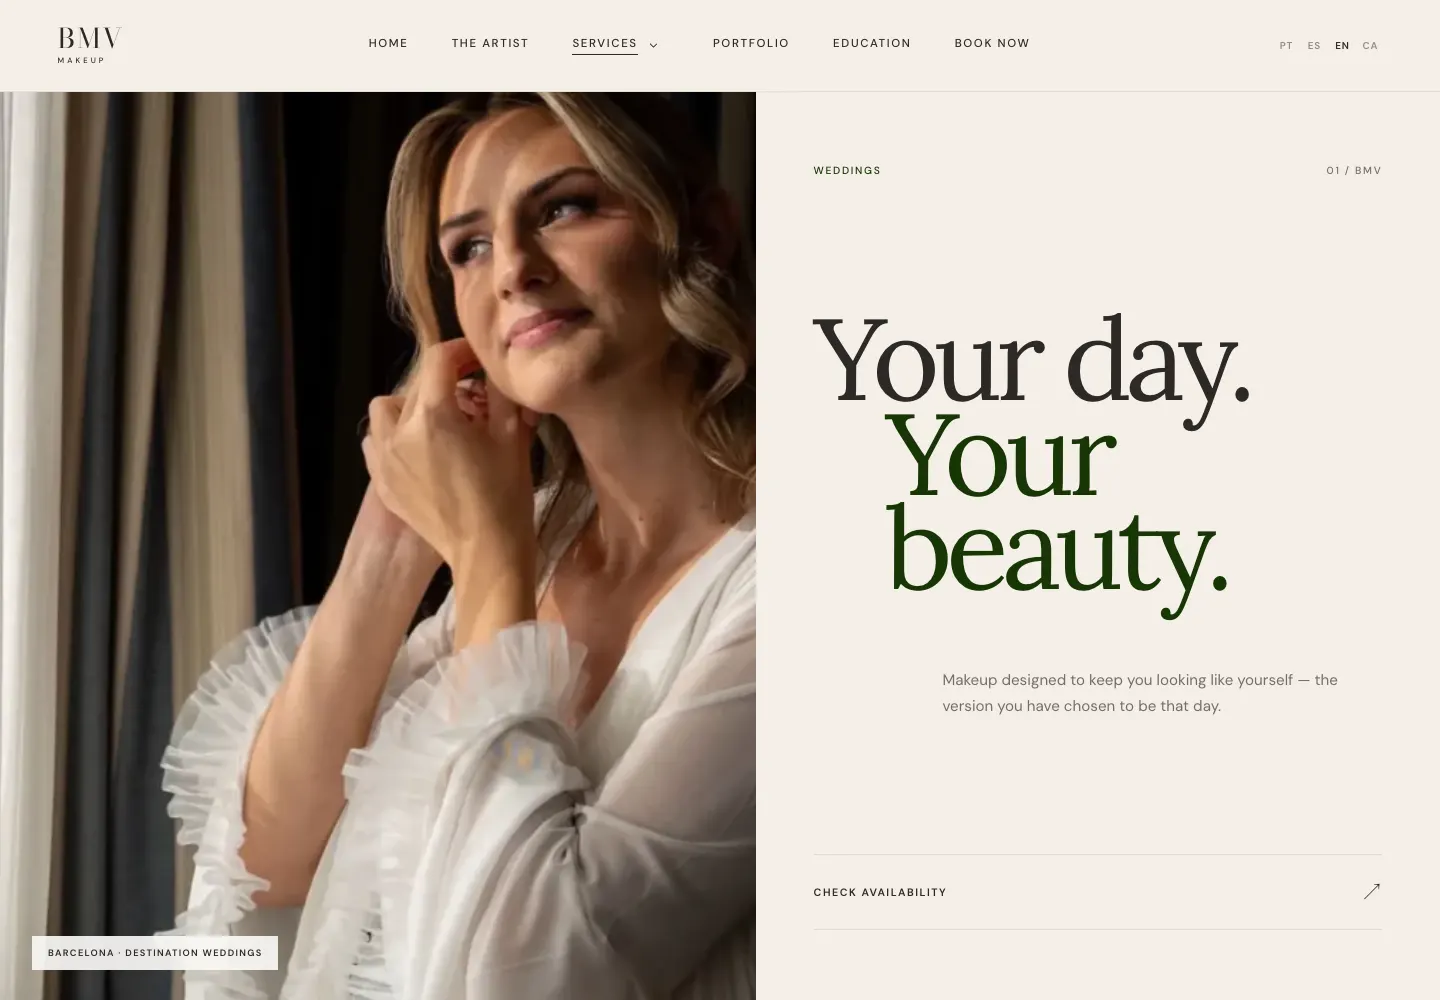 BMV
MAKEUP
HOME THE ARTIST SERVICES PORTFOLIO EDUCATION BOOK NOW
PT ES EN CA
WEDDINGS
01 / BMV
Your day.
Your
beauty.
Makeup designed to keep you looking like yourself — the
version you have chosen to be that day.
CHECK AVAILABILITY
BARCELONA · DESTINATION WEDDINGS